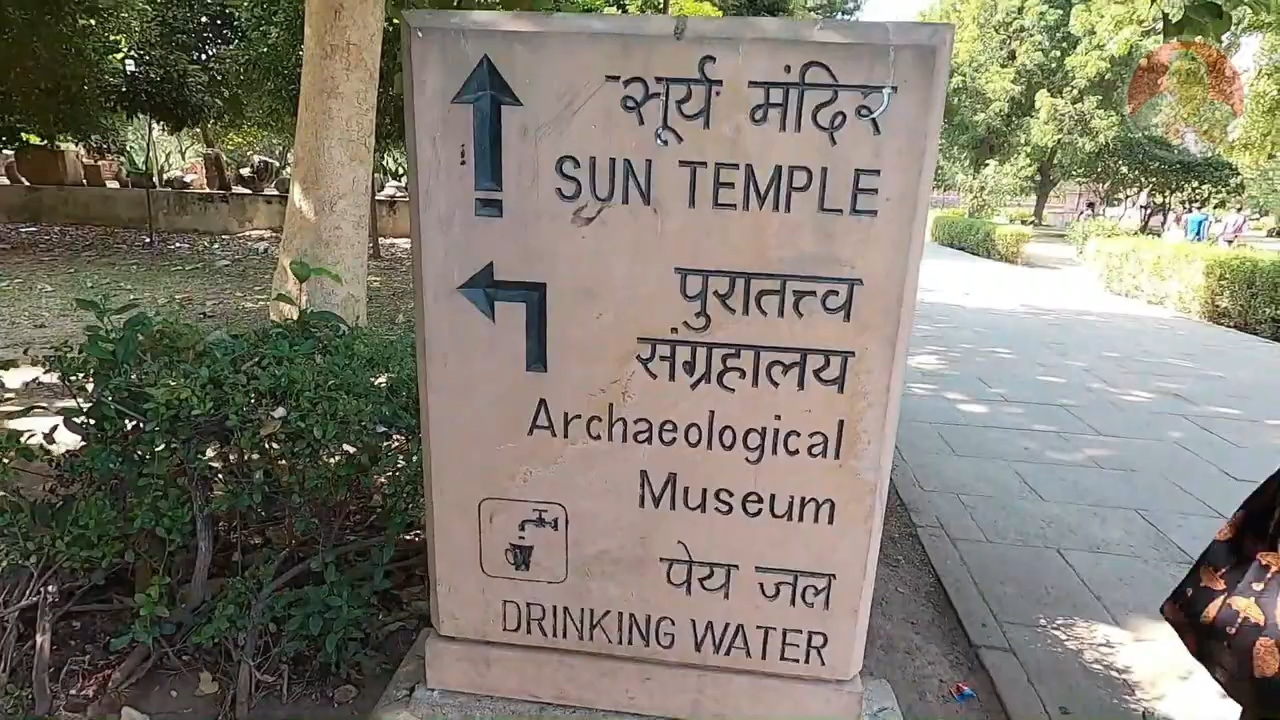 सूर्य मंदिर
SUN TEMPLE
पुरातत्त्व
संग्रहालय
Archaeological
Museum
पेय जल
DRINKING WATER